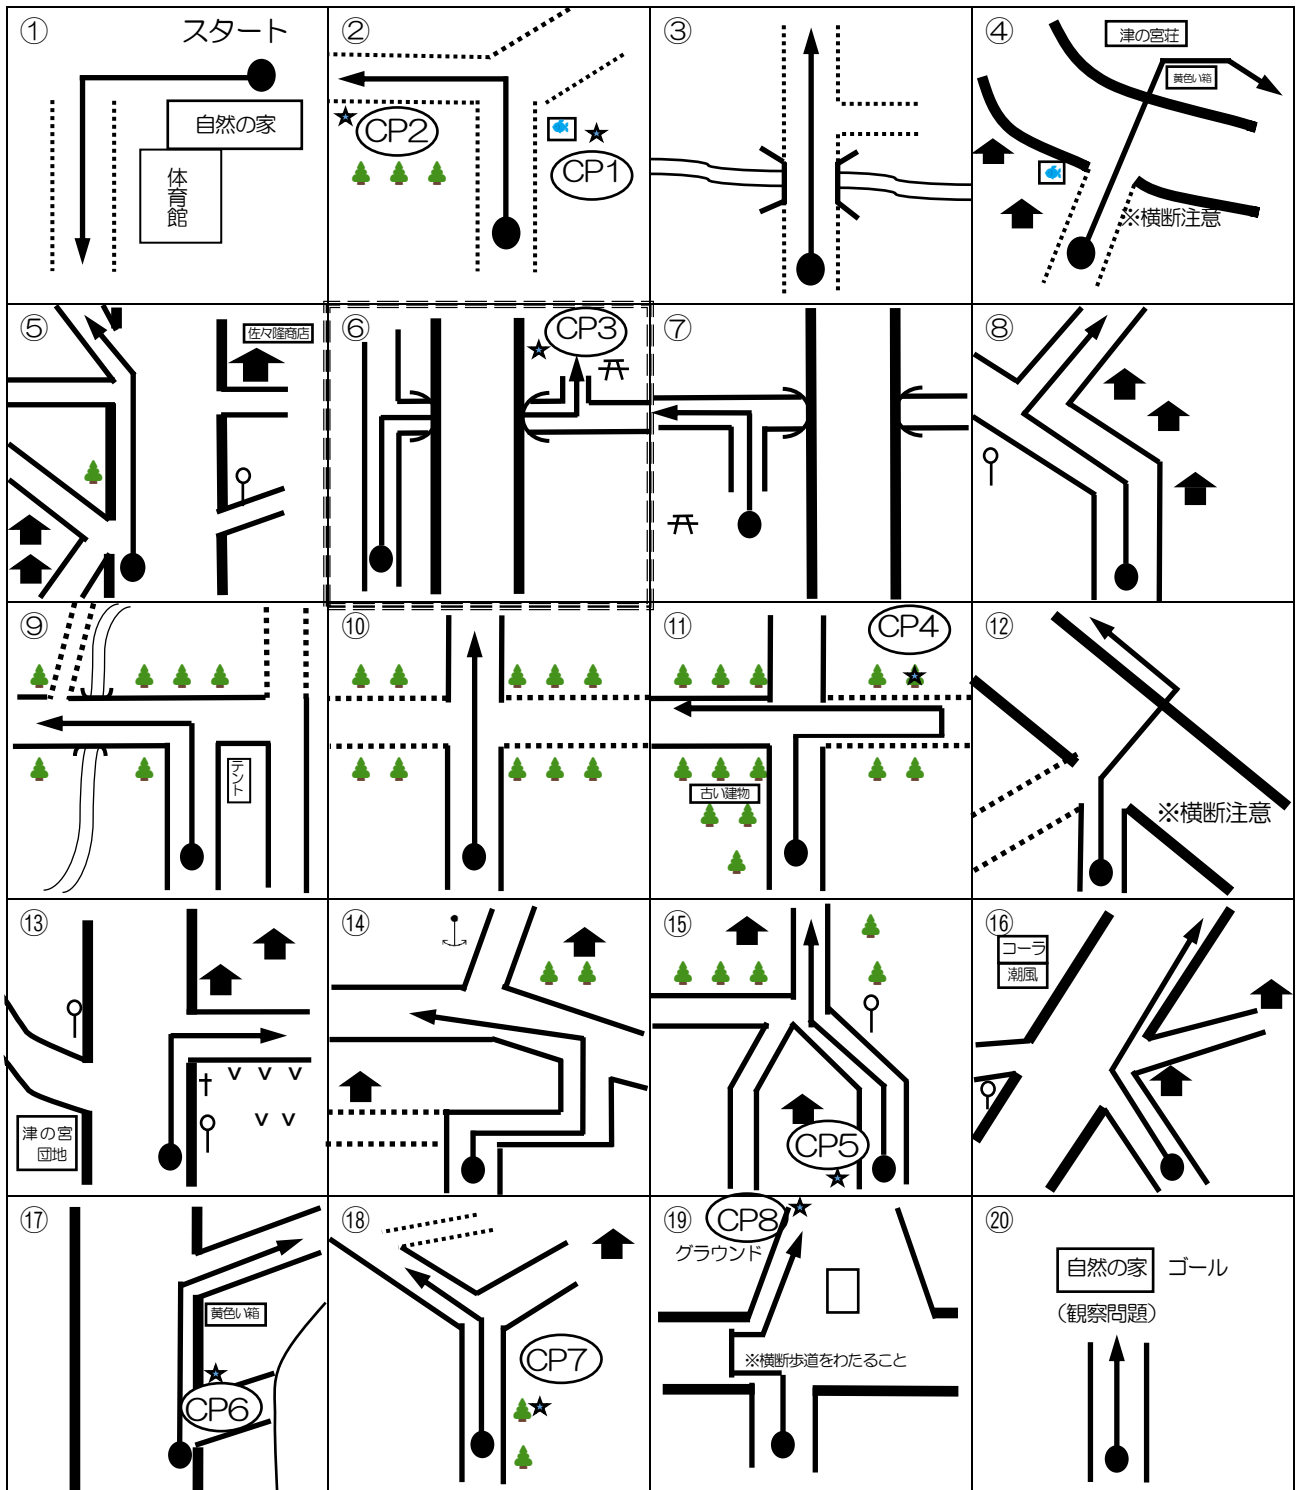 ① スタート
自然の家
体育館
②
CP2
CP1
③
④
津の宮荘
黄色い箱
※横断注意
⑤
佐々隆商店
⑥
CP3
⑦
⑧
⑨
テント
⑩
⑪
CP4
古い建物
⑫
※横断注意
⑬
津の宮
団地
⑭
⑮
CP5
⑯
コーラ
潮風
⑰
黄色い箱
CP6
⑱
CP7
⑲
CP8
グラウンド
※横断歩道をわたること
⑳
自然の家 ゴール
(観察問題)